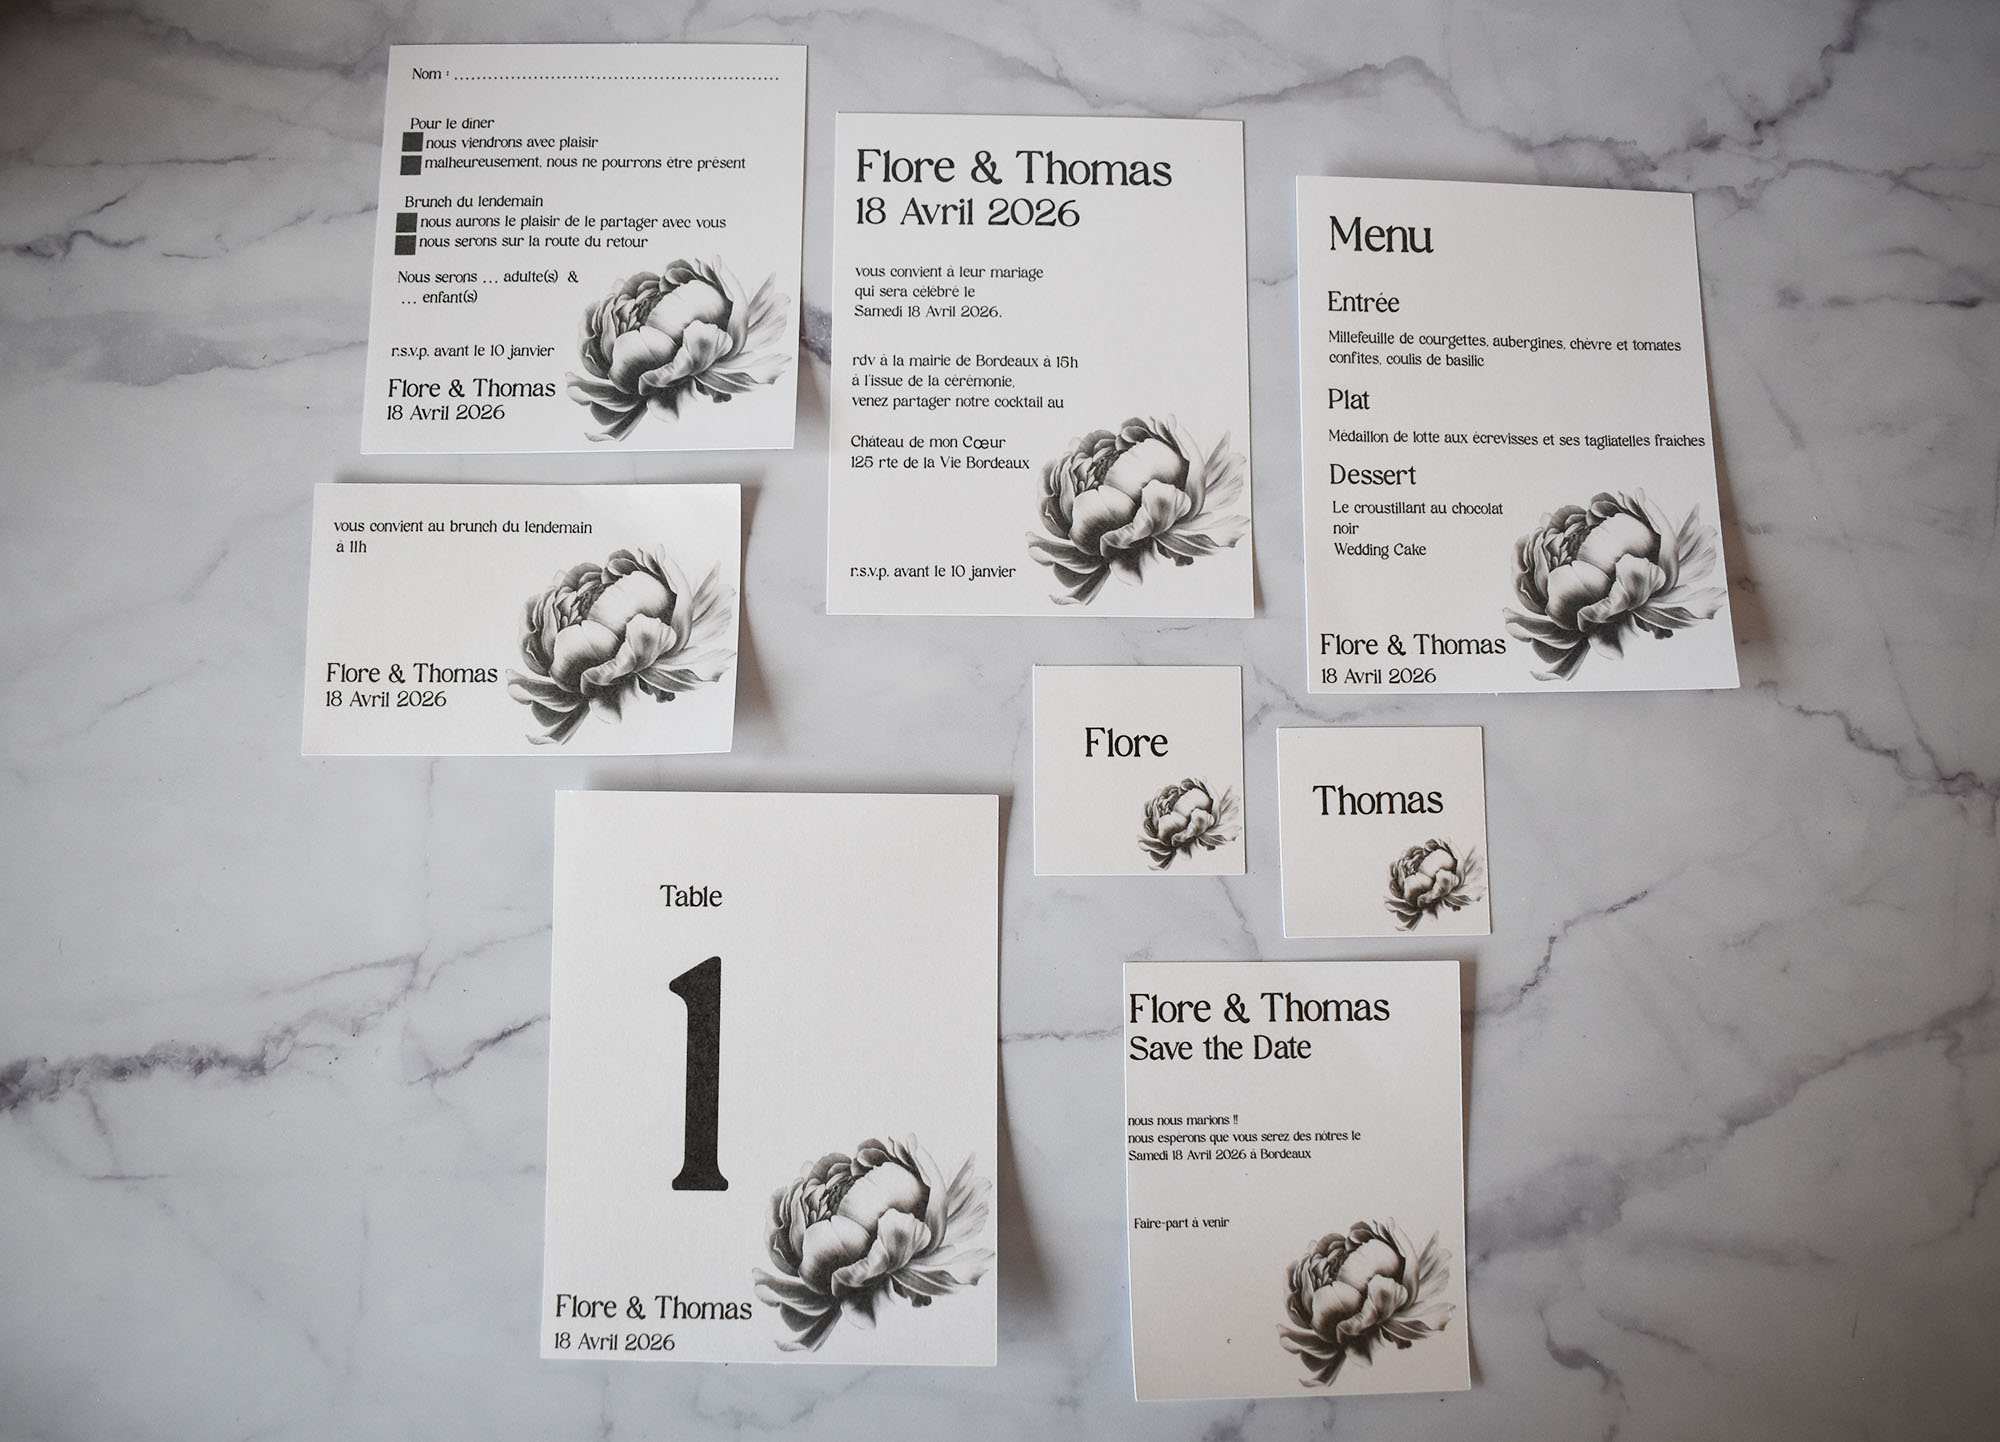 Nom : ..........................................................
Pour le diner
nous viendrons avec plaisir
malheureusement, nous ne pourrons être présent
Brunch du lendemain
nous aurons le plaisir de le partager avec vous
nous serons sur la route du retour
Nous serons ... adulte(s) &
... enfant(s)
r.s.v.p. avant le 10 janvier
Flore & Thomas
18 Avril 2026
Flore & Thomas
18 Avril 2026
vous convient à leur mariage
qui sera célébré le
Samedi 18 Avril 2026.
rdv à la mairie de Bordeaux à 15h
à l'issue de la cérémonie,
venez partager notre cocktail au
Château de mon Cœur
125 rte de la Vie Bordeaux
r.s.v.p. avant le 10 janvier
Menu
Entrée
Millefeuille de courgettes, aubergines, chèvre et tomates
confites, coulis de basilic
Plat
Médaillon de lotte aux écrevisses et ses tagliatelles fraîches
Dessert
Le croustillant au chocolat
noir
Wedding Cake
Flore & Thomas
18 Avril 2026
vous convient au brunch du lendemain
à 11h
Flore & Thomas
18 Avril 2026
Flore
Thomas
Table
1
Flore & Thomas
18 Avril 2026
Flore & Thomas
Save the Date
nous nous marions !!
nous espérons que vous serez des nôtres le
Samedi 18 Avril 2026 à Bordeaux
Faire-part à venir